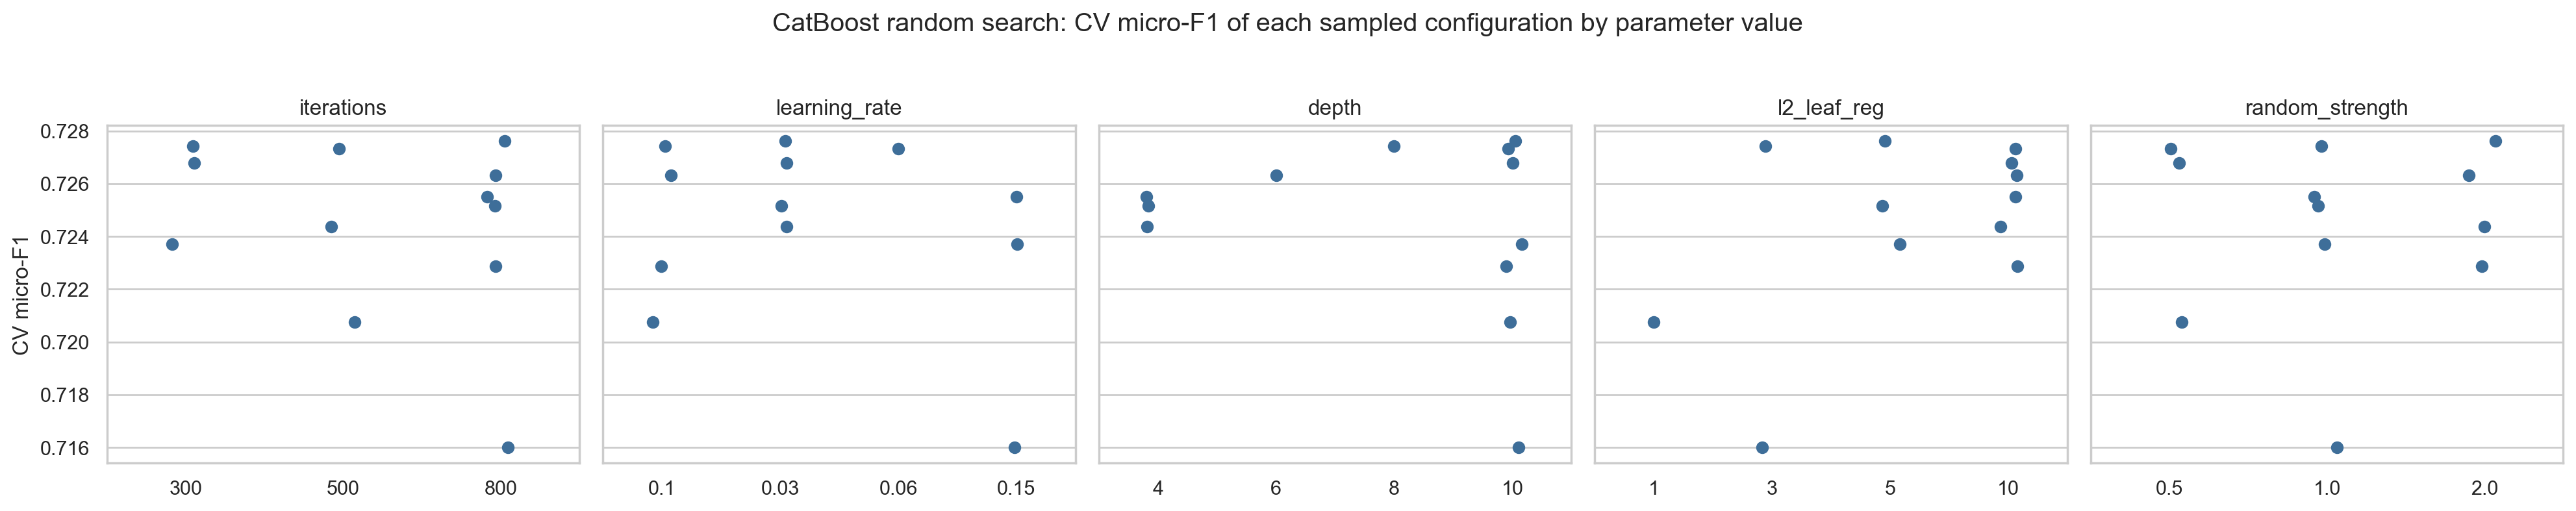 CatBoost random search: CV micro-F1 of each sampled configuration by parameter value
iterations learning_rate depth l2_leaf_reg random_strength
CV micro-F1
0.728
0.726
0.724
0.722
0.720
0.718
0.716
300 500 800 0.1 0.03 0.06 0.15 4 6 8 10 1 3 5 10 0.5 1.0 2.0